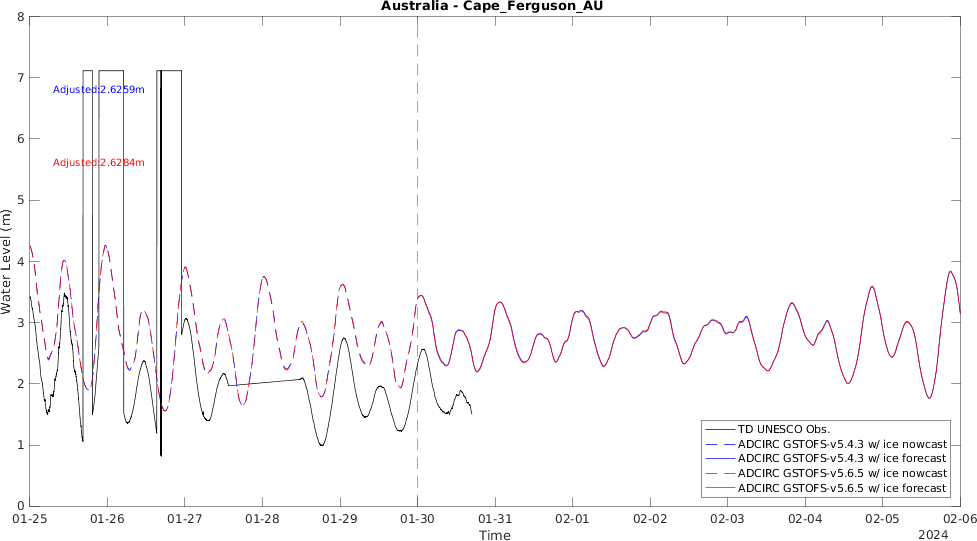 Australia - Cape_Ferguson_AU
8
7
6
5
4
3
2
1
0
Water Level (m)
Adjusted:2.6259m
Adjusted:2.6284m
TD UNESCO Obs.
ADCIRC GSTOFS-v5.4.3 w/ ice nowcast
ADCIRC GSTOFS-v5.4.3 w/ ice forecast
ADCIRC GSTOFS-v5.6.5 w/ ice nowcast
ADCIRC GSTOFS-v5.6.5 w/ ice forecast
01-25 01-26 01-27 01-28 01-29 01-30 01-31 02-01 02-02 02-03 02-04 02-05 02-06
Time
2024